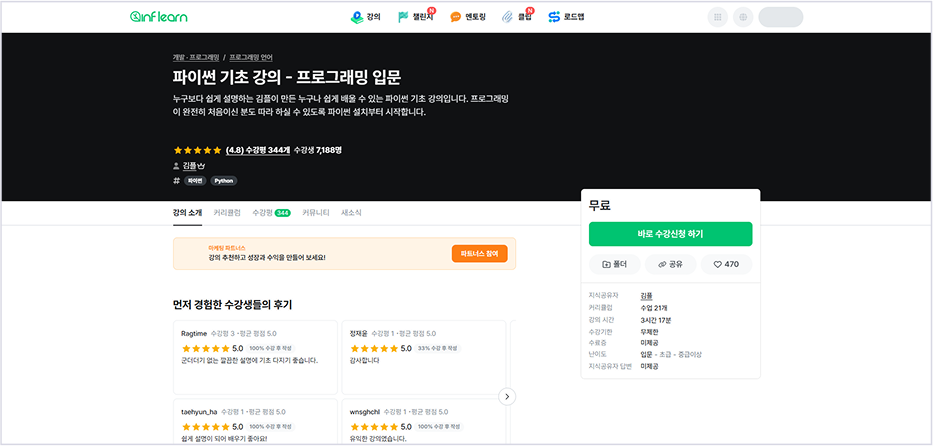 inflearn
강의 챌린지 N 멘토링 클립 N 로드맵
개발 · 프로그래밍 / 프로그래밍 언어
파이썬 기초 강의 - 프로그래밍 입문
누구보다 쉽게 설명하는 김플이 만든 누구나 쉽게 배울 수 있는 파이썬 기초 강의입니다. 프로그래밍
이 완전히 처음이신 분도 따라 하실 수 있도록 파이썬 설치부터 시작합니다.
(4.8) 수강평 344개 수강생 7,188명
김플
# 파이썬 Python
강의 소개 커리큘럼 수강평 344 커뮤니티 새소식
마케팅 파트너스
강의 추천하고 성장과 수익을 만들어 보세요!
파트너스 참여
먼저 경험한 수강생들의 후기
Ragtime 수강평 3 · 평균 평점 5.0
5.0 100% 수강 후 작성
군더더기 없는 깔끔한 설명에 기초 다지기 좋습니다.
정재윤 수강평 1 · 평균 평점 5.0
5.0 33% 수강 후 작성
감사합니다
taehyun_ha 수강평 1 · 평균 평점 5.0
5.0 100% 수강 후 작성
쉽게 설명이 되어 배우기 좋아요!
wnsghchl 수강평 1 · 평균 평점 5.0
5.0 100% 수강 후 작성
유익한 강의였습니다.
무료
바로 수강신청 하기
폴더 공유 470
지식공유자 김플
커리큘럼 수업 21개
강의 시간 3시간 17분
수강기한 무제한
수료증 미제공
난이도 입문 - 초급 - 중급이상
지식공유자 답변 미제공